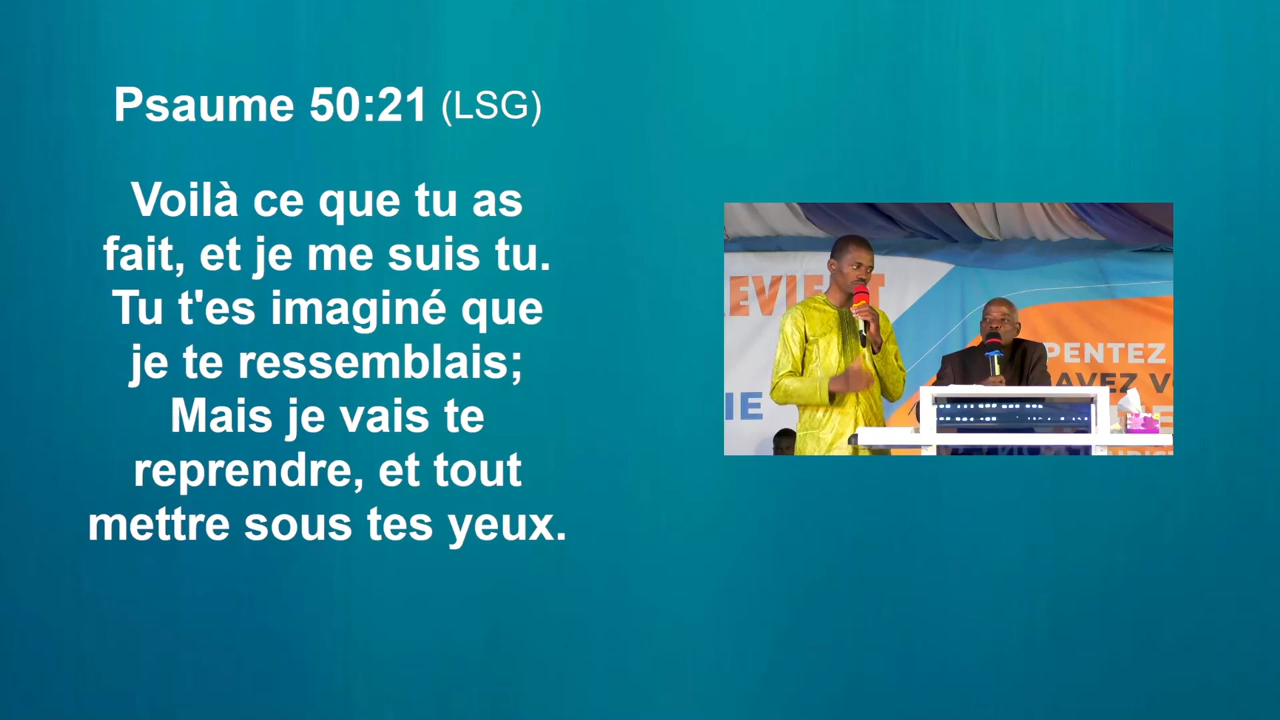 Psaume 50:21 (LSG)
Voilà ce que tu as
fait, et je me suis tu.
Tu t'es imaginé que
je te ressemblais;
Mais je vais te
reprendre, et tout
mettre sous tes yeux.
PENTEZ